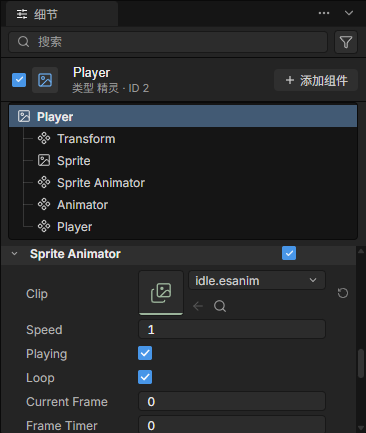 细节
搜索
Player
类型 精灵 · ID 2
+ 添加组件
Player
Transform
Sprite
Sprite Animator
Animator
Player
Sprite Animator
Clip
idle.esanim
Speed
1
Playing
Loop
Current Frame
0
Frame Timer
0